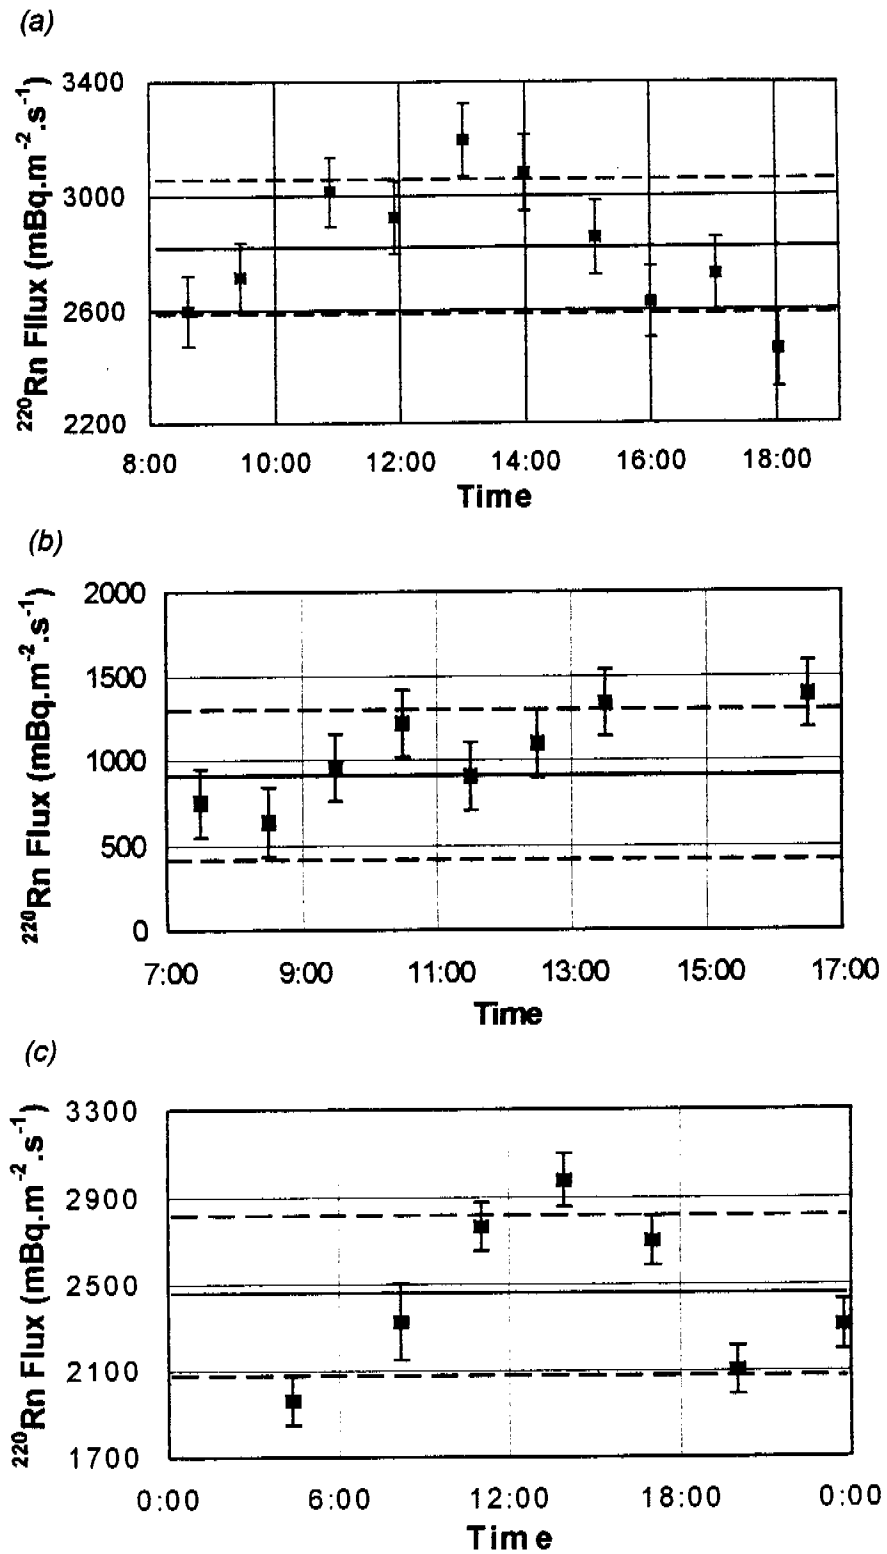 (a)
²²⁰Rn Fllux (mBq.m⁻².s⁻¹)
3400
3000
2600
2200
8:00 10:00 12:00 14:00 16:00 18:00
Time
(b)
²²⁰Rn Flux (mBq.m⁻².s⁻¹)
2000
1500
1000
500
0
7:00 9:00 11:00 13:00 15:00 17:00
Time
(c)
²²⁰Rn Flux (mBq.m⁻².s⁻¹)
3300
2900
2500
2100
1700
0:00 6:00 12:00 18:00 0:00
Time